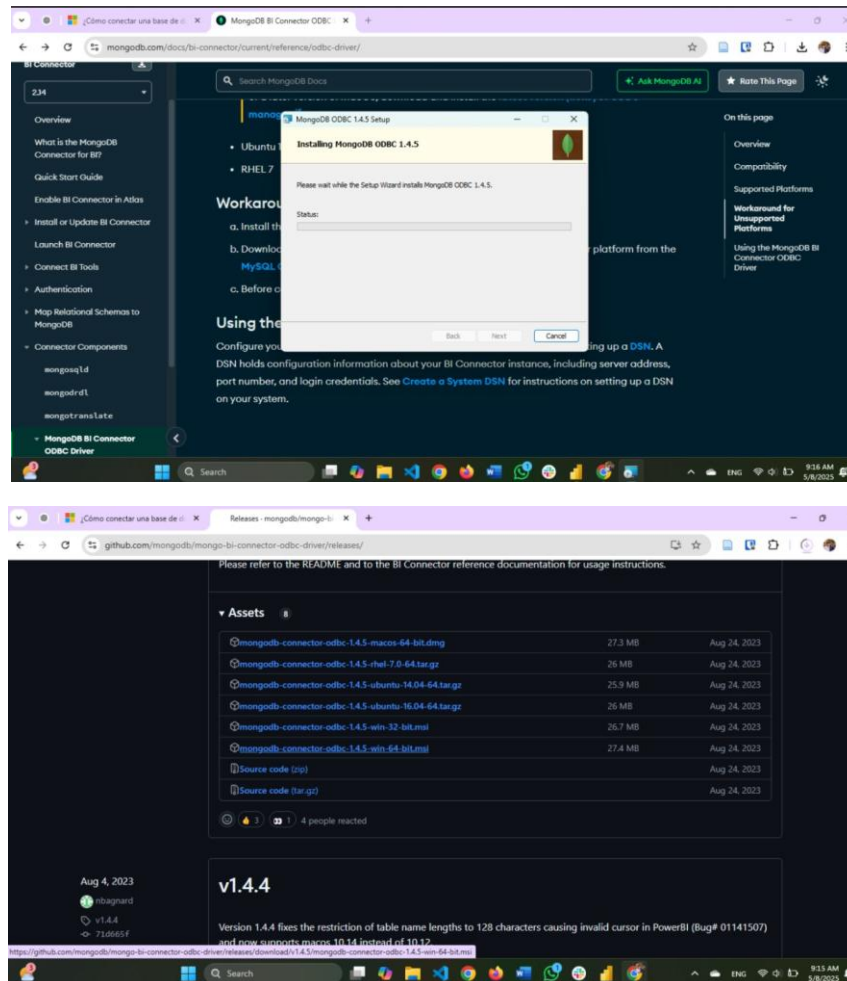 ¿Cómo conectar una base de d
MongoDB BI Connector ODBC
mongodb.com/docs/bi-connector/current/reference/odbc-driver/
BI Connector
2.14
Search MongoDB Docs
Ask MongoDB AI
Rate This Page
Overview
What is the MongoDB
Connector for BI?
Quick Start Guide
Enable BI Connector in Atlas
Install or Update BI Connector
Launch BI Connector
Connect BI Tools
Authentication
Map Relational Schemas to
MongoDB
Connector Components
mongosqld
mongodrdl
mongotranslate
MongoDB BI Connector
ODBC Driver
manag
Ubuntu 1
RHEL 7
Workarou
a. Install th
b. Downloa
r platform from the
MySQL
c. Before c
Using the
Configure you
ing up a DSN. A
DSN holds configuration information about your BI Connector instance, including server address,
port number, and login credentials. See Create a System DSN for instructions on setting up a DSN
on your system.
MongoDB ODBC 1.4.5 Setup
Installing MongoDB ODBC 1.4.5
Please wait while the Setup Wizard installs MongoDB ODBC 1.4.5.
Status:
Back Next Cancel
On this page
Overview
Compatibility
Supported Platforms
Workaround for
Unsupported
Platforms
Using the MongoDB BI
Connector ODBC
Driver
Search
ENG
9:16 AM
5/8/2025
¿Cómo conectar una base de d
Releases · mongodb/mongo-bi-
github.com/mongodb/mongo-bi-connector-odbc-driver/releases/
Please refer to the README and to the BI Connector reference documentation for usage instructions.
Assets 8
mongodb-connector-odbc-1.4.5-macos-64-bit.dmg 27.3 MB Aug 24, 2023
mongodb-connector-odbc-1.4.5-rhel-7.0-64.tar.gz 26 MB Aug 24, 2023
mongodb-connector-odbc-1.4.5-ubuntu-14.04-64.tar.gz 25.9 MB Aug 24, 2023
mongodb-connector-odbc-1.4.5-ubuntu-16.04-64.tar.gz 26 MB Aug 24, 2023
mongodb-connector-odbc-1.4.5-win-32-bit.msi 26.7 MB Aug 24, 2023
mongodb-connector-odbc-1.4.5-win-64-bit.msi 27.4 MB Aug 24, 2023
Source code (zip) Aug 24, 2023
Source code (tar.gz) Aug 24, 2023
3 1 4 people reacted
Aug 4, 2023
nbagnard
v1.4.4
71d665f
v1.4.4
Version 1.4.4 fixes the restriction of table name lengths to 128 characters causing invalid cursor in PowerBI (Bug# 01141507)
and now supports macos 10.14 instead of 10.12.
https://github.com/mongodb/mongo-bi-connector-odbc-driver/releases/download/v1.4.5/mongodb-connector-odbc-1.4.5-win-64-bit.msi
Search
ENG
9:15 AM
5/8/2025